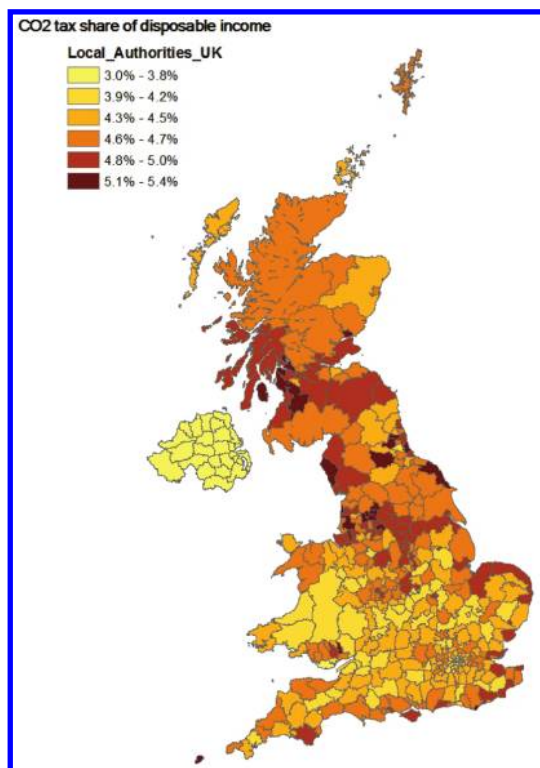 CO2 tax share of disposable income
Local_Authorities_UK
3.0% - 3.8%
3.9% - 4.2%
4.3% - 4.5%
4.6% - 4.7%
4.8% - 5.0%
5.1% - 5.4%